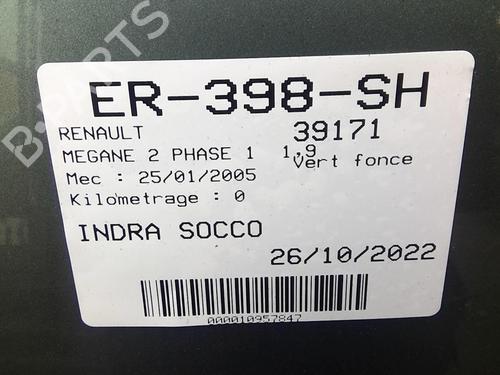 B-PARTS
ER-398-SH
RENAULT 39171
MEGANE 2 PHASE 1 1,9
Vert fonce
Mec : 25/01/2005
Kilometrage : 0
INDRA SOCCO
26/10/2022
000010957847